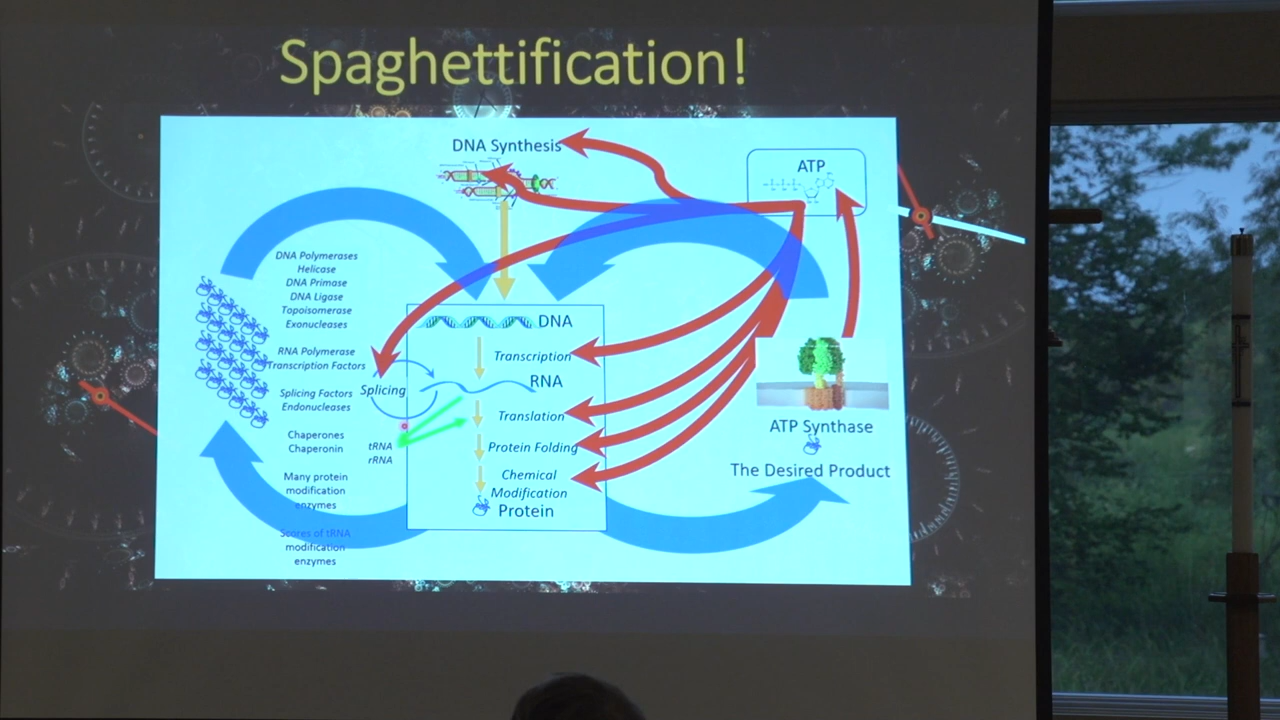 Spaghettification!
DNA Synthesis
ATP
DNA Polymerases
Helicase
DNA Primase
DNA Ligase
Topoisomerase
Exonucleases
RNA Polymerase
Transcription Factors
Splicing Factors
Endonucleases
Chaperones
Chaperonin
Many protein
modification
enzymes
Scores of tRNA
modification
enzymes
Splicing
tRNA
rRNA
DNA
Transcription
RNA
Translation
Protein Folding
Chemical
Modification
Protein
ATP Synthase
The Desired Product